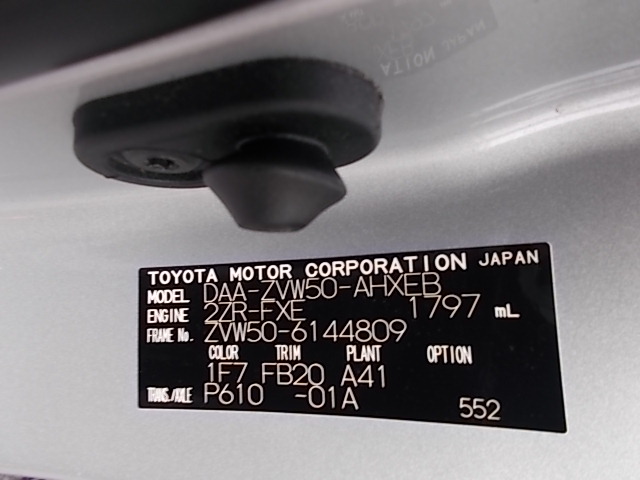 TOYOTA MOTOR CORPORATION JAPAN
MODEL DAA-ZVW50-AHXEB
ENGINE 2ZR-FXE 1797 mL
FRAME No. ZVW50-6144809
COLOR TRIM PLANT OPTION
1F7 FB20 A41
TRANS./AXLE P610 -01A
552